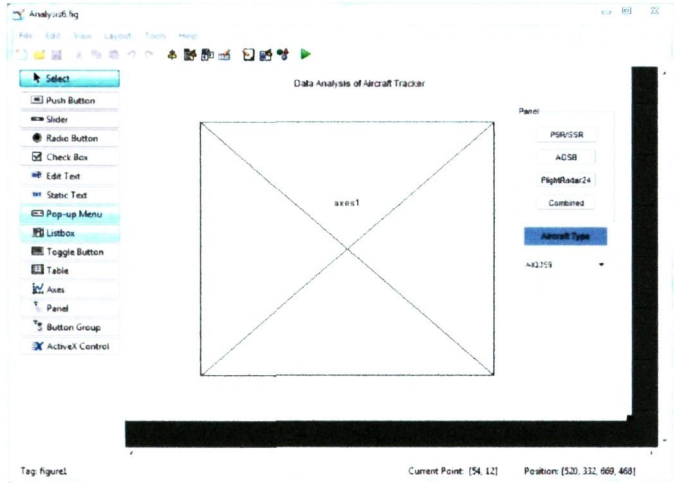 Analysis6.fig
File Edit View Layout Tools Help
Select
Push Button
Slider
Radio Button
Check Box
Edit Text
Static Text
Pop-up Menu
Listbox
Toggle Button
Table
Axes
Panel
Button Group
ActiveX Control
Data Analysis of Aircraft Tracker
axes1
Panel
PSR/SSR
ADSB
FlightRadar24
Combined
Aircraft Type
Tag: figure1
Current Point: [54, 12]
Position: [520, 332, 669, 468]